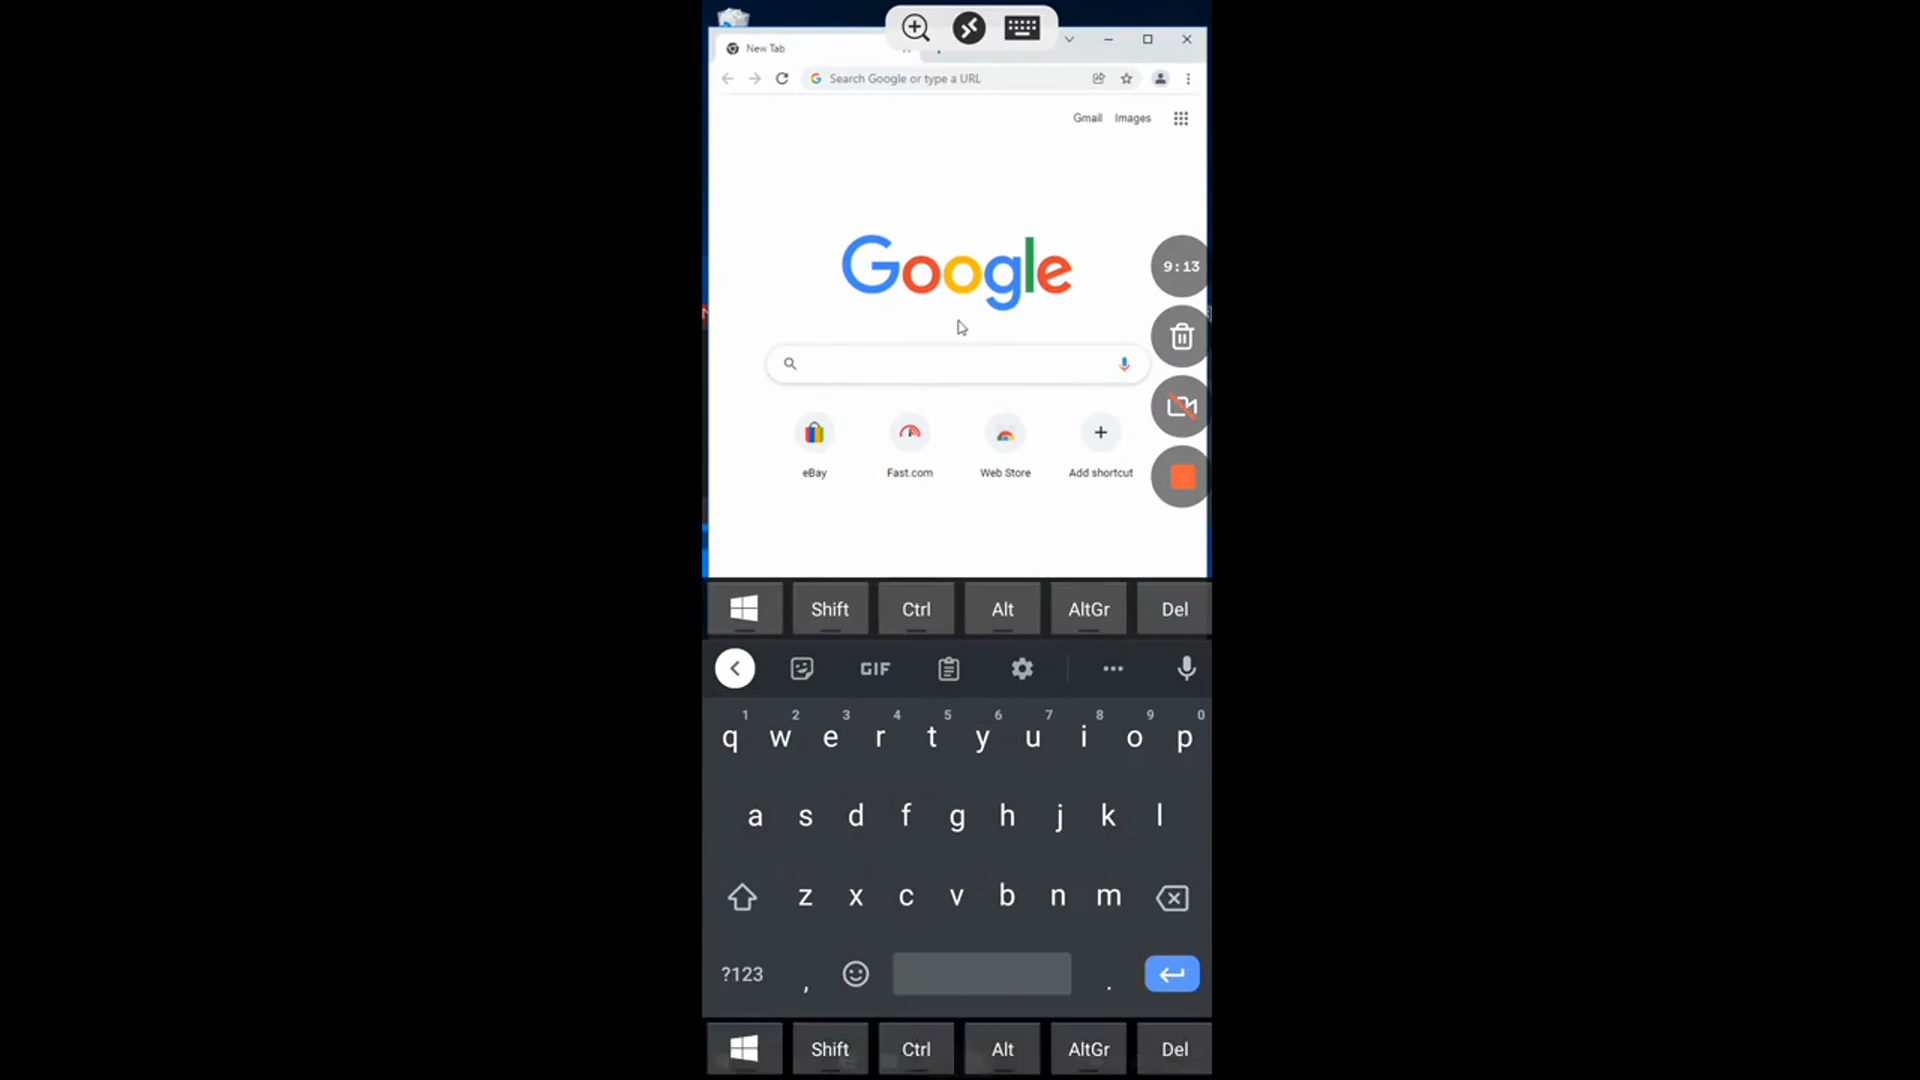 New Tab
Search Google or type a URL
Gmail Images
Google
9:13
eBay Fast.com Web Store Add shortcut
Shift Ctrl Alt AltGr Del
GIF
1 2 3 4 5 6 7 8 9 0
q w e r t y u i o p
a s d f g h j k l
z x c v b n m
?123 , .
Shift Ctrl Alt AltGr Del